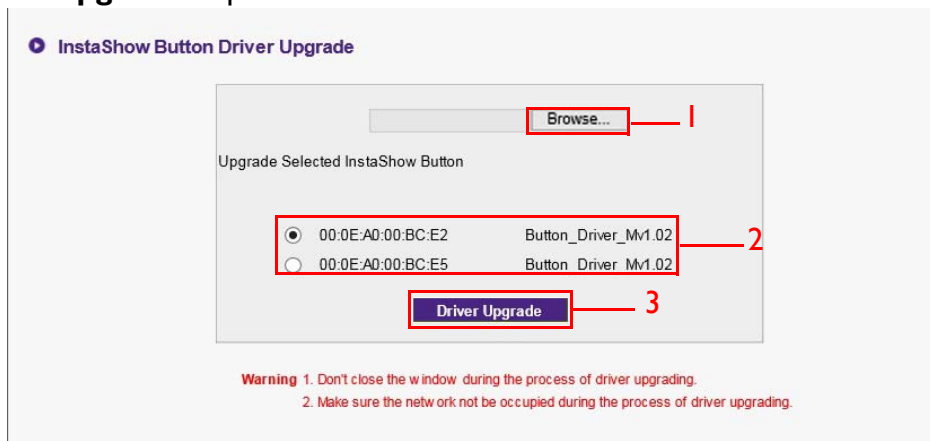 InstaShow Button Driver Upgrade
Browse... 1
Upgrade Selected InstaShow Button
00:0E:A0:00:BC:E2 Button_Driver_Mv1.02
2
00:0E:A0:00:BC:E5 Button_Driver_Mv1.02
Driver Upgrade 3
Warning 1. Don't close the window during the process of driver upgrading.
2. Make sure the network not be occupied during the process of driver upgrading.